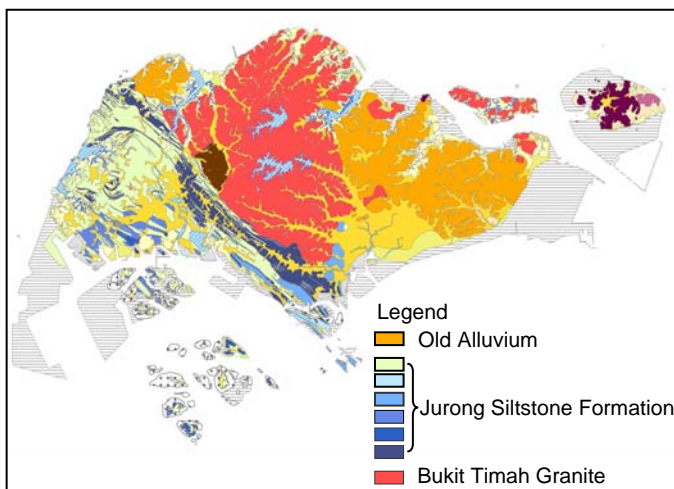 Legend
Old Alluvium
Jurong Siltstone Formation
Bukit Timah Granite